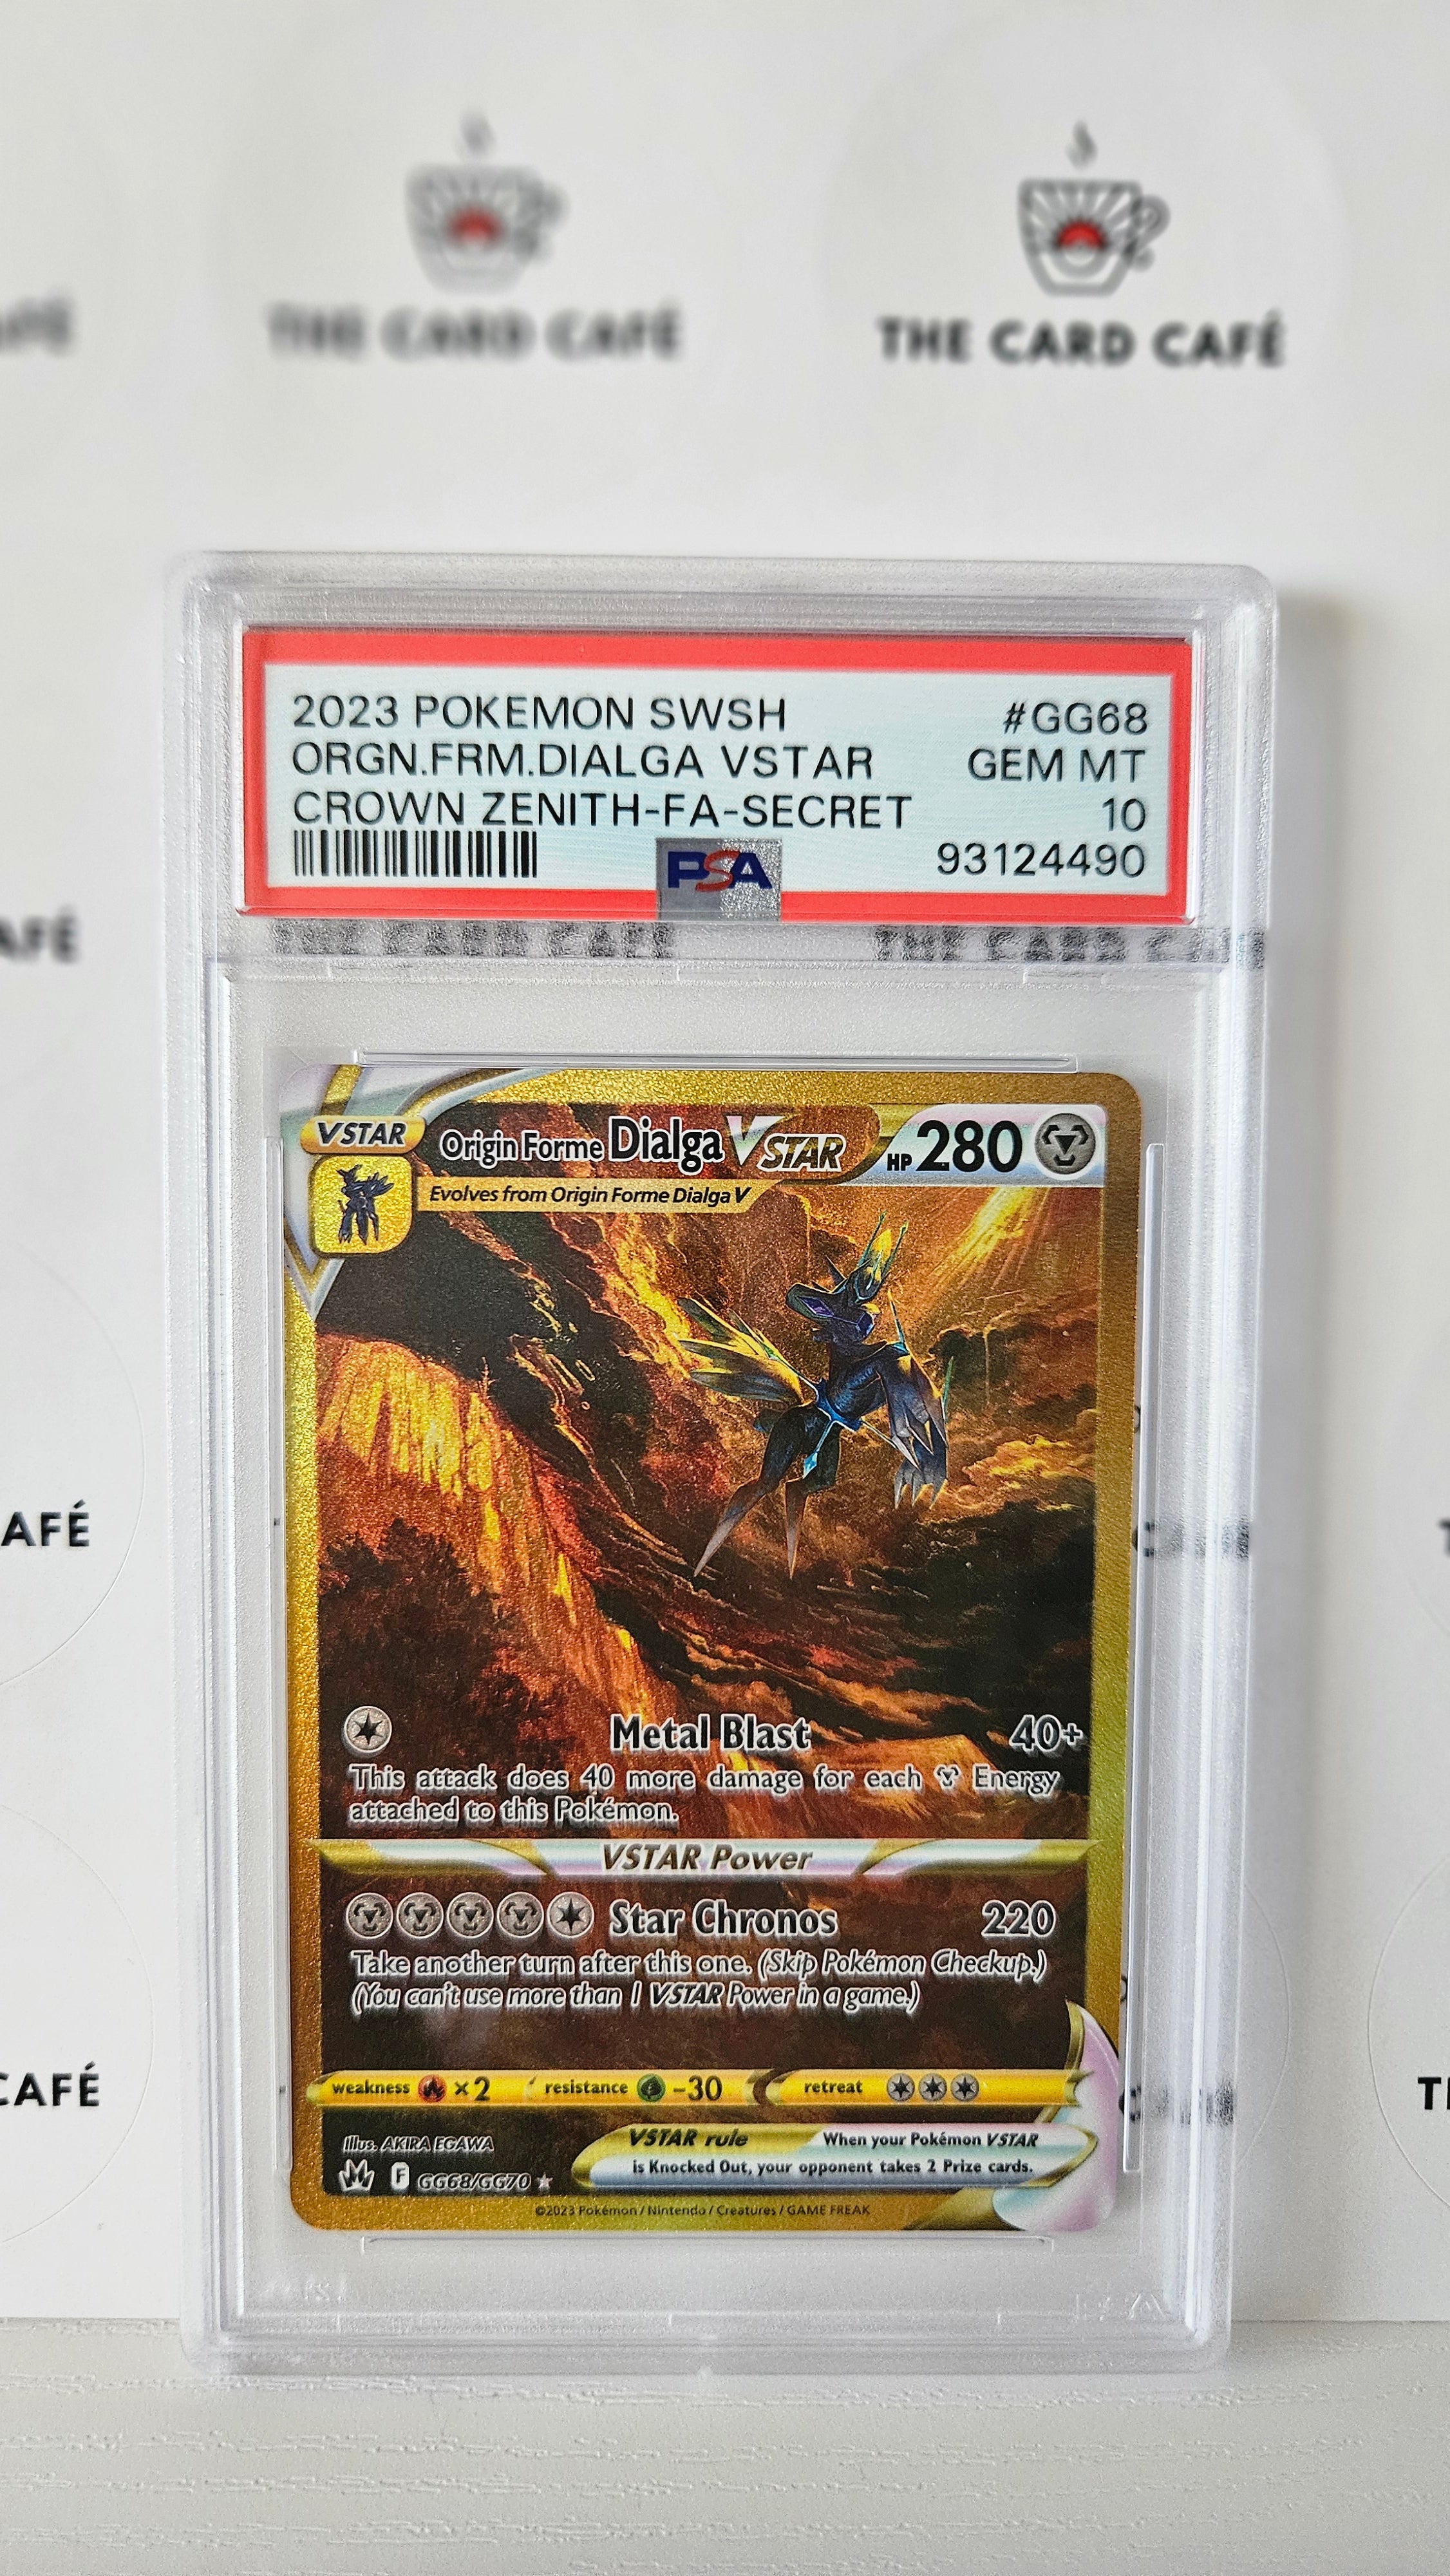 THE CARD CAFÉ
THE CARD CAFÉ
2023 POKEMON SWSH #GG68
ORGN.FRM.DIALGA VSTAR GEM MT
CROWN ZENITH-FA-SECRET 10
PSA 93124490
VSTAR
Origin Forme Dialga VSTAR HP 280
Evolves from Origin Forme Dialga V
CAFÉ
Metal Blast 40+
This attack does 40 more damage for each Energy
attached to this Pokémon.
VSTAR Power
Star Chronos 220
Take another turn after this one. (Skip Pokémon Checkup.)
(You can't use more than 1 VSTAR Power in a game.)
weakness ×2 resistance -30 retreat
Illus. AKIRA EGAWA
VSTAR rule When your Pokémon VSTAR
is Knocked Out, your opponent takes 2 Prize cards.
F GG68/GG70
©2023 Pokémon / Nintendo / Creatures / GAME FREAK